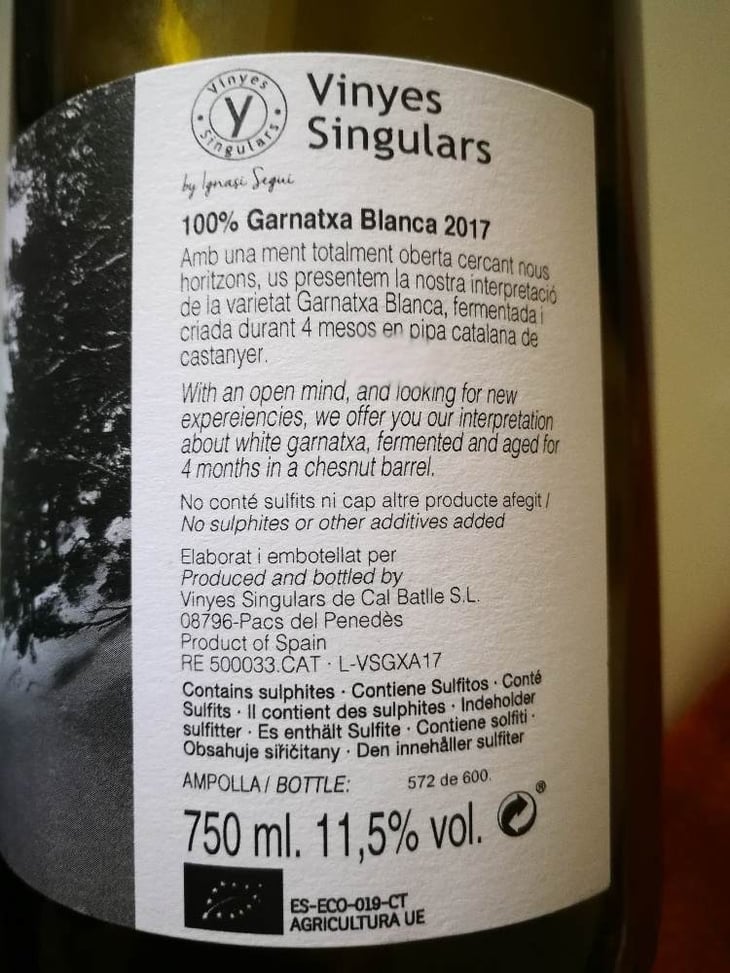 Vinyes
Singulars
Y
Vinyes
Singulars
by Ignasi Seguí
100% Garnatxa Blanca 2017
Amb una ment totalment oberta cercant nous
horitzons, us presentem la nostra interpretació
de la varietat Garnatxa Blanca, fermentada i
criada durant 4 mesos en pipa catalana de
castanyer.
With an open mind, and looking for new
expereiencies, we offer you our interpretation
about white garnatxa, fermented and aged for
4 months in a chesnut barrel.
No conté sulfits ni cap altre producte afegit /
No sulphites or other additives added
Elaborat i embotellat per
Produced and bottled by
Vinyes Singulars de Cal Batlle S.L.
08796-Pacs del Penedès
Product of Spain
RE 500033.CAT · L-VSGXA17
Contains sulphites · Contiene Sulfitos · Conté
Sulfits · Il contient des sulphites · Indeholder
sulfitter · Es enthält Sulfite · Contiene solfiti ·
Obsahuje siřičitany · Den innehåller sulfiter
AMPOLLA / BOTTLE: 572 de 600.
750 ml. 11,5% vol. ®
ES-ECO-019-CT
AGRICULTURA UE